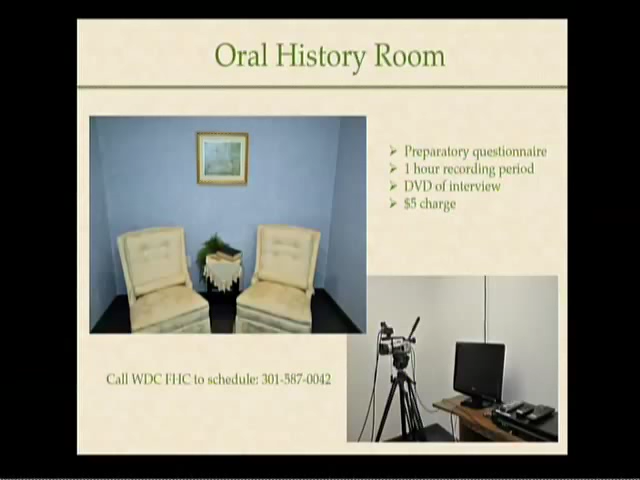 Oral History Room
Preparatory questionnaire
1 hour recording period
DVD of interview
$5 charge
Call WDC FHC to schedule: 301-587-0042